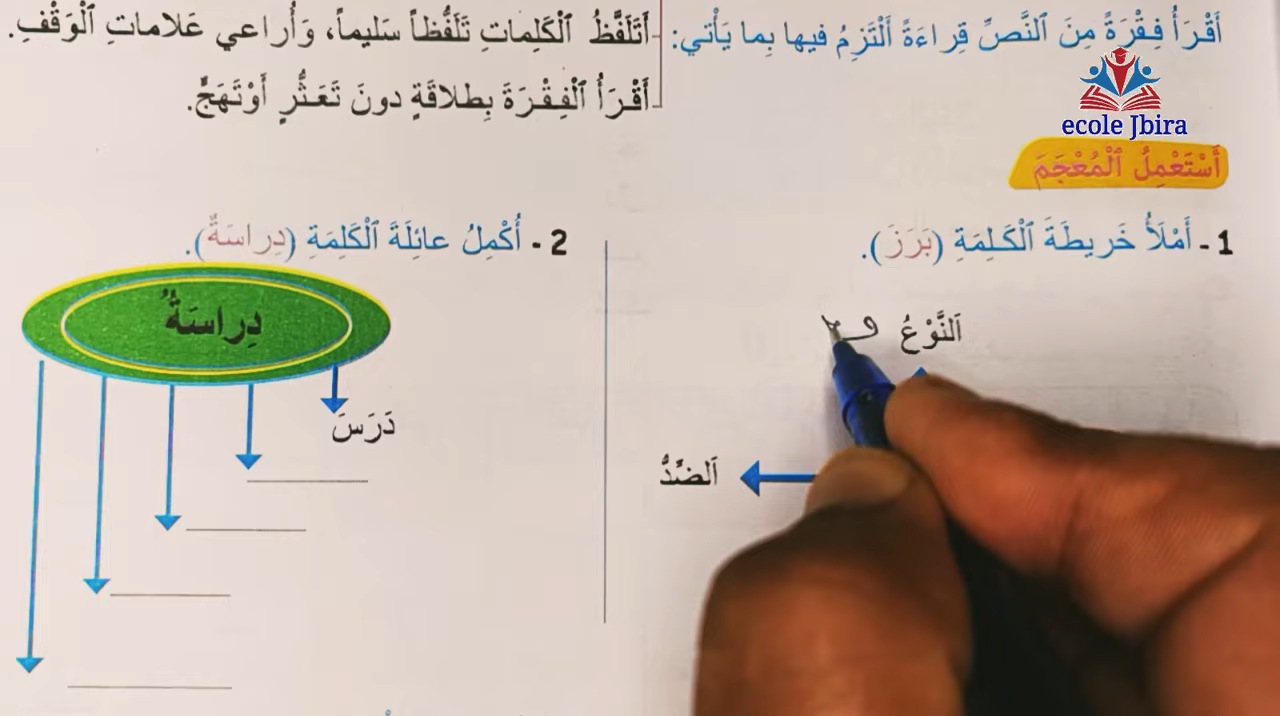 أَقْرَأُ فِقْرَةً مِنَ ٱلنَّصِّ قِراءَةً أَلْتَزِمُ فيها بِما يَأْتي:
أَتَلَفَّظُ ٱلْكَلِماتِ تَلَفُّظاً سَليماً، وَأُراعي عَلاماتِ ٱلْوَقْفِ.
أَقْرَأُ ٱلْفِقْرَةَ بِطَلاقَةٍ دونَ تَعَثُّرٍ أَوْ تَهَجٍّ.
ecole Jbira
أَسْتَعْمِلُ ٱلْمُعْجَمَ
1 - أَمْلَأُ خَريطَةَ ٱلْكَلِمَةِ (بَرَزَ).
اَلنَّوْعُ
اَلضِّدُّ
2 - أُكْمِلُ عائِلَةَ ٱلْكَلِمَةِ (دِراسَةٌ).
دِراسَةٌ
دَرَسَ